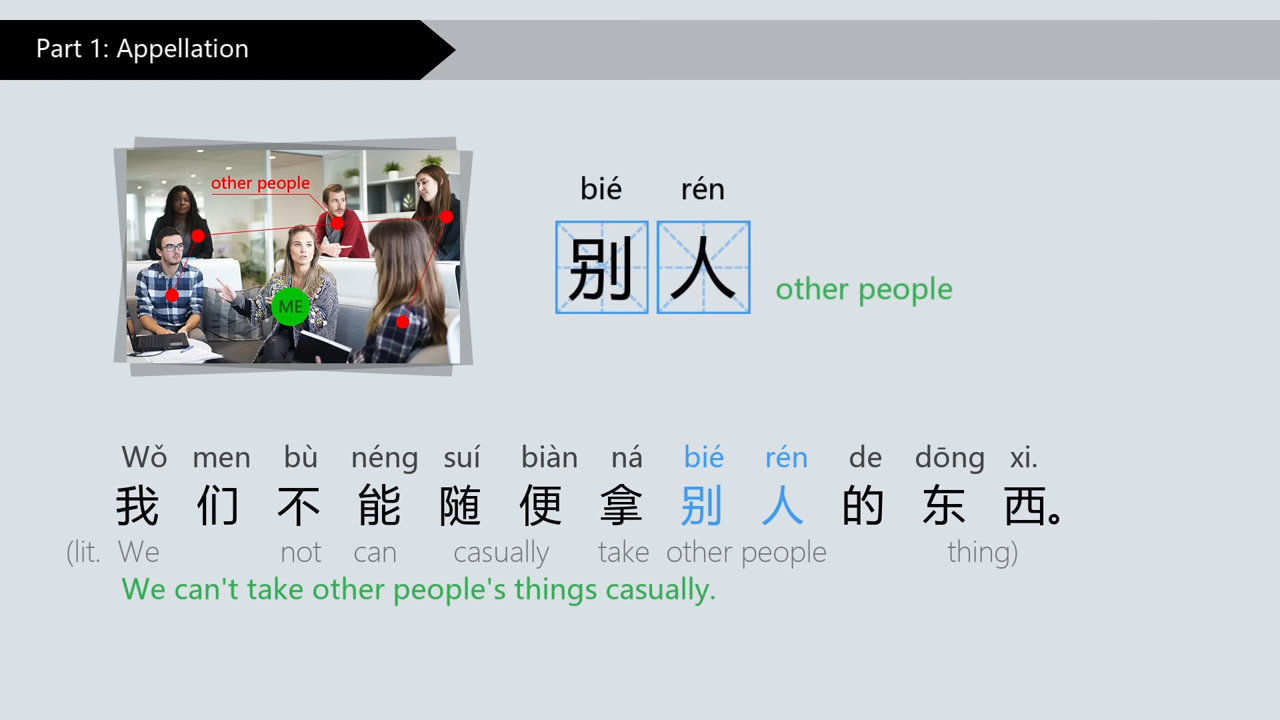 Part 1: Appellation
other people
ME
bié rén
别人
other people
Wǒ men bù néng suí biàn ná bié rén de dōng xi.
我们不能随便拿别人的东西。
(lit. We not can casually take other people thing)
We can't take other people's things casually.